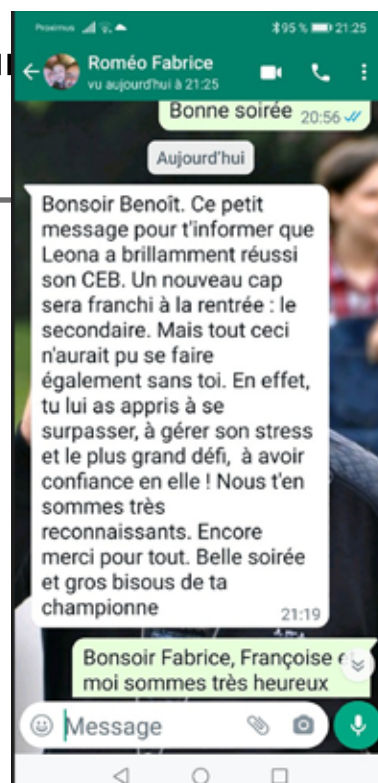 Proximus 95 % 21:25
Roméo Fabrice
vu aujourd'hui à 21:25
Bonne soirée 20:56
Aujourd'hui
Bonsoir Benoît. Ce petit
message pour t'informer que
Leona a brillamment réussi
son CEB. Un nouveau cap
sera franchi à la rentrée : le
secondaire. Mais tout ceci
n'aurait pu se faire
également sans toi. En effet,
tu lui as appris à se
surpasser, à gérer son stress
et le plus grand défi, à avoir
confiance en elle ! Nous t'en
sommes très
reconnaissants. Encore
merci pour tout. Belle soirée
et gros bisous de ta
championne
21:19
Bonsoir Fabrice, Françoise
moi sommes très heureux
Message